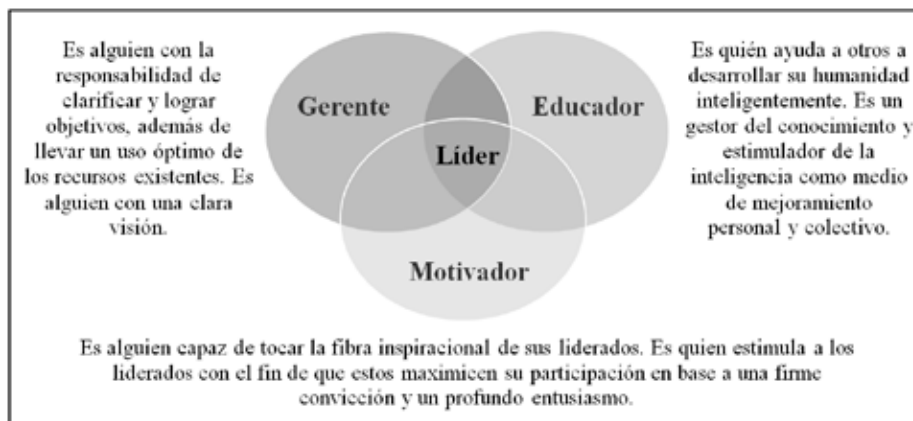 Es alguien con la
responsabilidad de
clarificar y lograr
objetivos, además de
llevar un uso óptimo de
los recursos existentes. Es
alguien con una clara
visión.
Gerente
Educador
Líder
Motivador
Es quién ayuda a otros a
desarrollar su humanidad
inteligentemente. Es un
gestor del conocimiento y
estimulador de la
inteligencia como medio
de mejoramiento
personal y colectivo.
Es alguien capaz de tocar la fibra inspiracional de sus liderados. Es quien estimula a los
liderados con el fin de que estos maximicen su participación en base a una firme
convicción y un profundo entusiasmo.